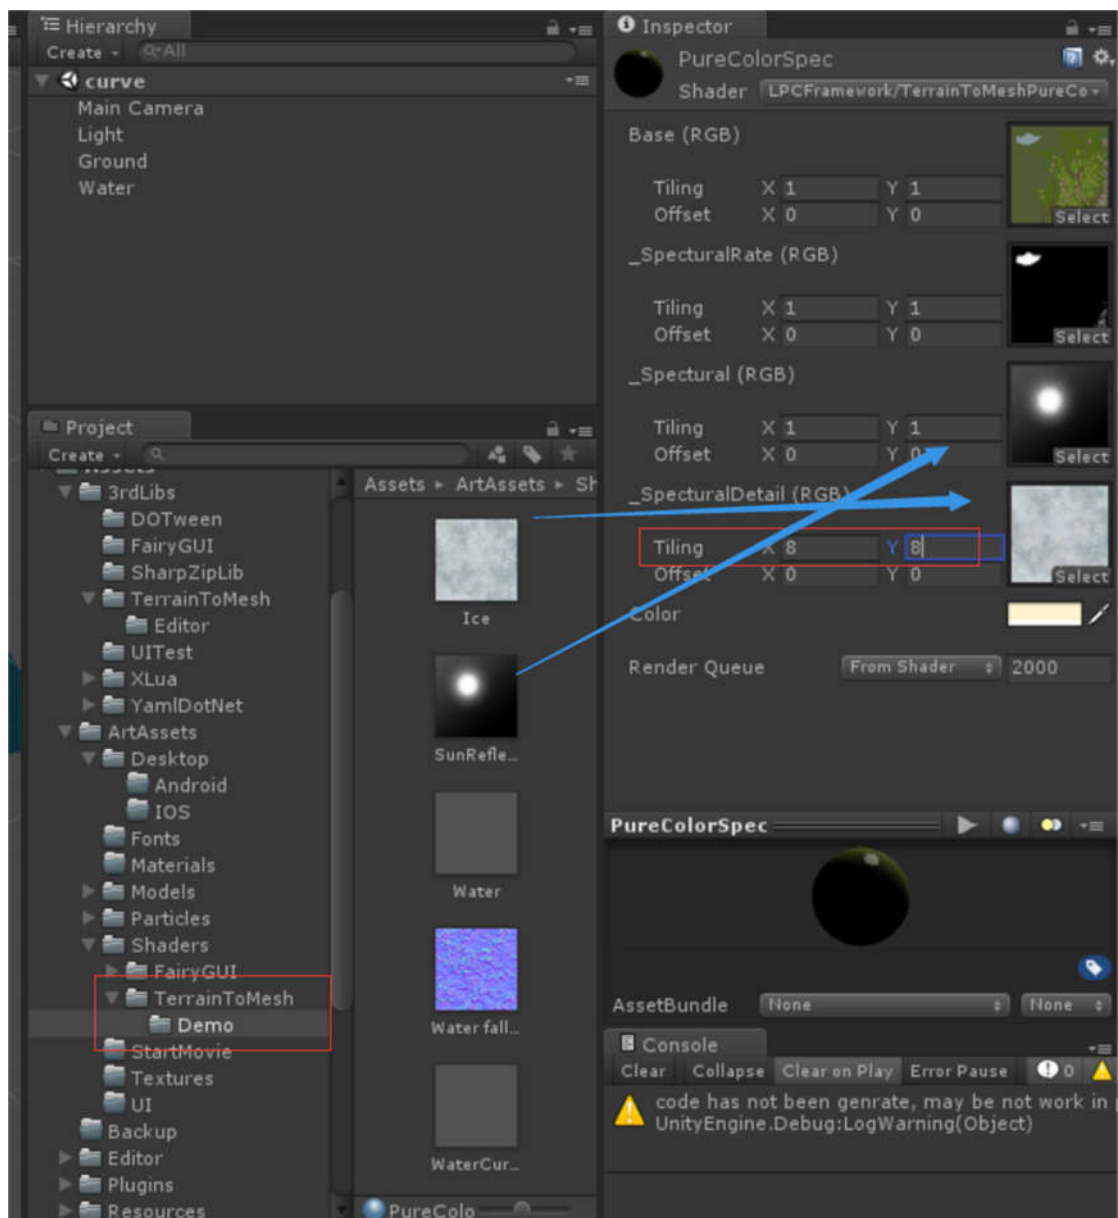 Hierarchy
Create
All
curve
Main Camera
Light
Ground
Water
Project
Create
Assets
3rdLibs
DOTween
FairyGUI
SharpZipLib
TerrainToMesh
Editor
UITest
XLua
YamlDotNet
ArtAssets
Desktop
Android
IOS
Fonts
Materials
Models
Particles
Shaders
FairyGUI
TerrainToMesh
Demo
StartMovie
Textures
UI
Backup
Editor
Plugins
Resources
Assets ▸ ArtAssets ▸ Sh
Ice
SunRefle...
Water
Water fall...
WaterCur...
PureColo
Inspector
PureColorSpec
Shader LPCFramework/TerrainToMeshPureCo
Base (RGB)
Tiling X 1 Y 1
Offset X 0 Y 0
Select
_SpecturalRate (RGB)
Tiling X 1 Y 1
Offset X 0 Y 0
Select
_Spectural (RGB)
Tiling X 1 Y 1
Offset X 0 Y 0
Select
_SpecturalDetail (RGB)
Tiling X 8 Y 8
Offset X 0 Y 0
Select
Color
Render Queue From Shader 2000
PureColorSpec
AssetBundle None None
Console
Clear Collapse Clear on Play Error Pause 0
code has not been genrate, may be not work in
UnityEngine.Debug:LogWarning(Object)